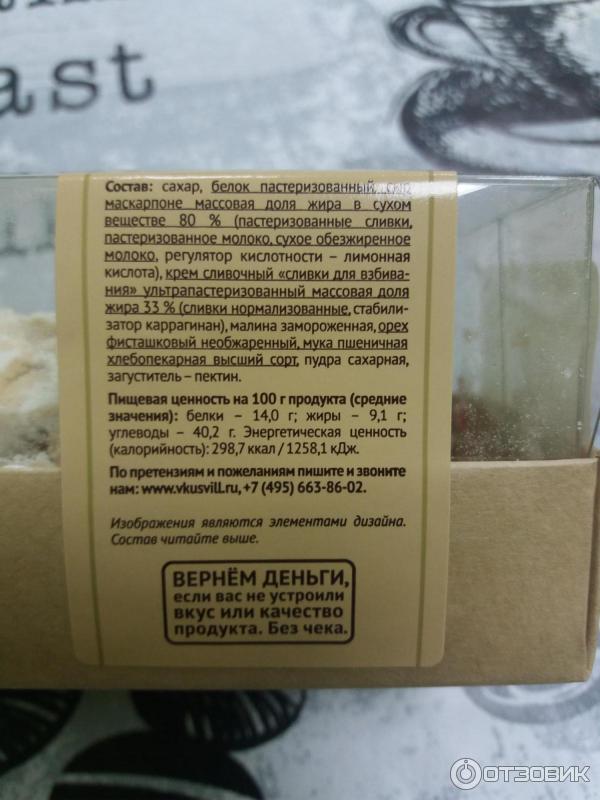 ast
Состав: сахар, белок пастеризованный, сыр
маскарпоне массовая доля жира в сухом
веществе 80 % (пастеризованные сливки,
пастеризованное молоко, сухое обезжиренное
молоко, регулятор кислотности – лимонная
кислота), крем сливочный «сливки для взбива-
ния» ультрапастеризованный массовая доля
жира 33 % (сливки нормализованные, стабили-
затор каррагинан), малина замороженная, орех
фисташковый необжаренный, мука пшеничная
хлебопекарная высший сорт, пудра сахарная,
загуститель – пектин.
Пищевая ценность на 100 г продукта (средние
значения): белки – 14,0 г; жиры – 9,1 г;
углеводы – 40,2 г. Энергетическая ценность
(калорийность): 298,7 ккал / 1258,1 кДж.
По претензиям и пожеланиям пишите и звоните
нам: www.vkusvill.ru, +7 (495) 663-86-02.
Изображения являются элементами дизайна.
Состав читайте выше.
ВЕРНЁМ ДЕНЬГИ,
если вас не устроили
вкус или качество
продукта. Без чека.
ОТЗОВИК